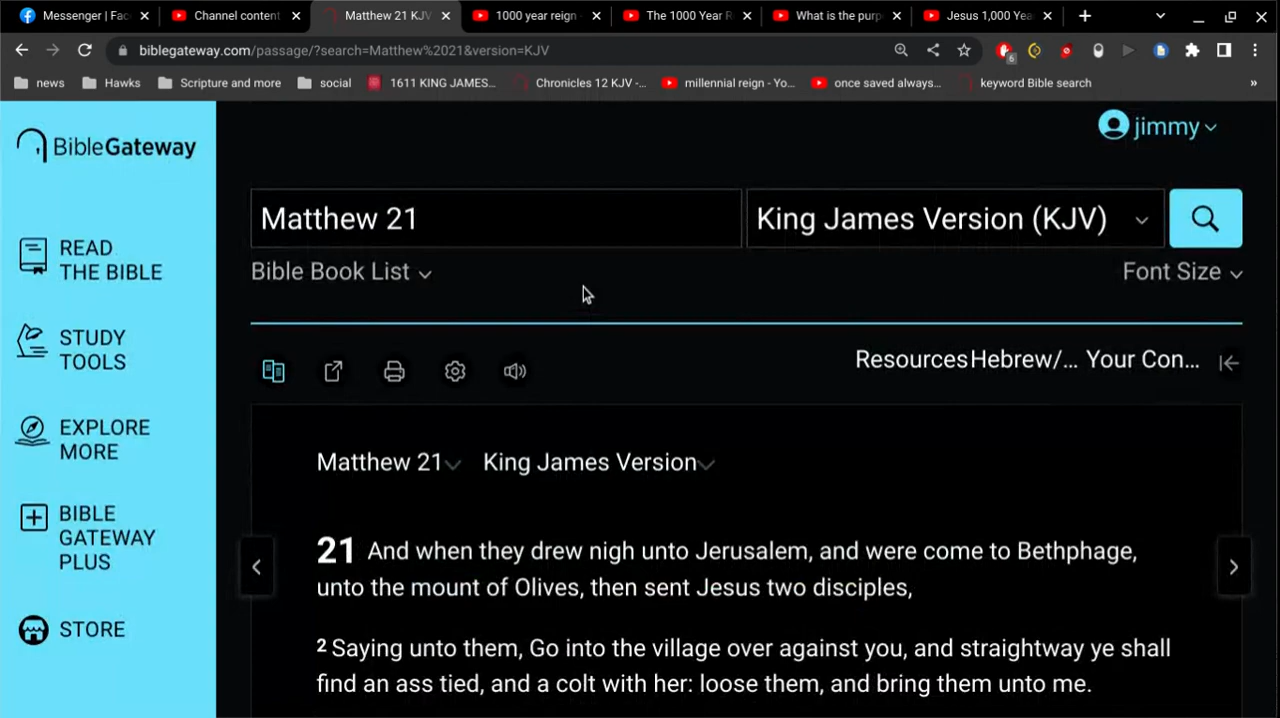 Messenger | Fac
Channel content
Matthew 21 KJV
1000 year reign -
The 1000 Year R
What is the purp
Jesus 1,000 Yea
biblegateway.com/passage/?search=Matthew%2021&version=KJV
6
news
Hawks
Scripture and more
social
1611 KING JAMES...
Chronicles 12 KJV -...
millennial reign - Yo...
once saved always...
keyword Bible search
»
BibleGateway
jimmy
Matthew 21
King James Version (KJV)
Bible Book List
Font Size
READ
THE BIBLE
STUDY
TOOLS
EXPLORE
MORE
BIBLE
GATEWAY
PLUS
STORE
Resources Hebrew/... Your Con...
Matthew 21 King James Version
21 And when they drew nigh unto Jerusalem, and were come to Bethphage,
unto the mount of Olives, then sent Jesus two disciples,
2 Saying unto them, Go into the village over against you, and straightway ye shall
find an ass tied, and a colt with her: loose them, and bring them unto me.